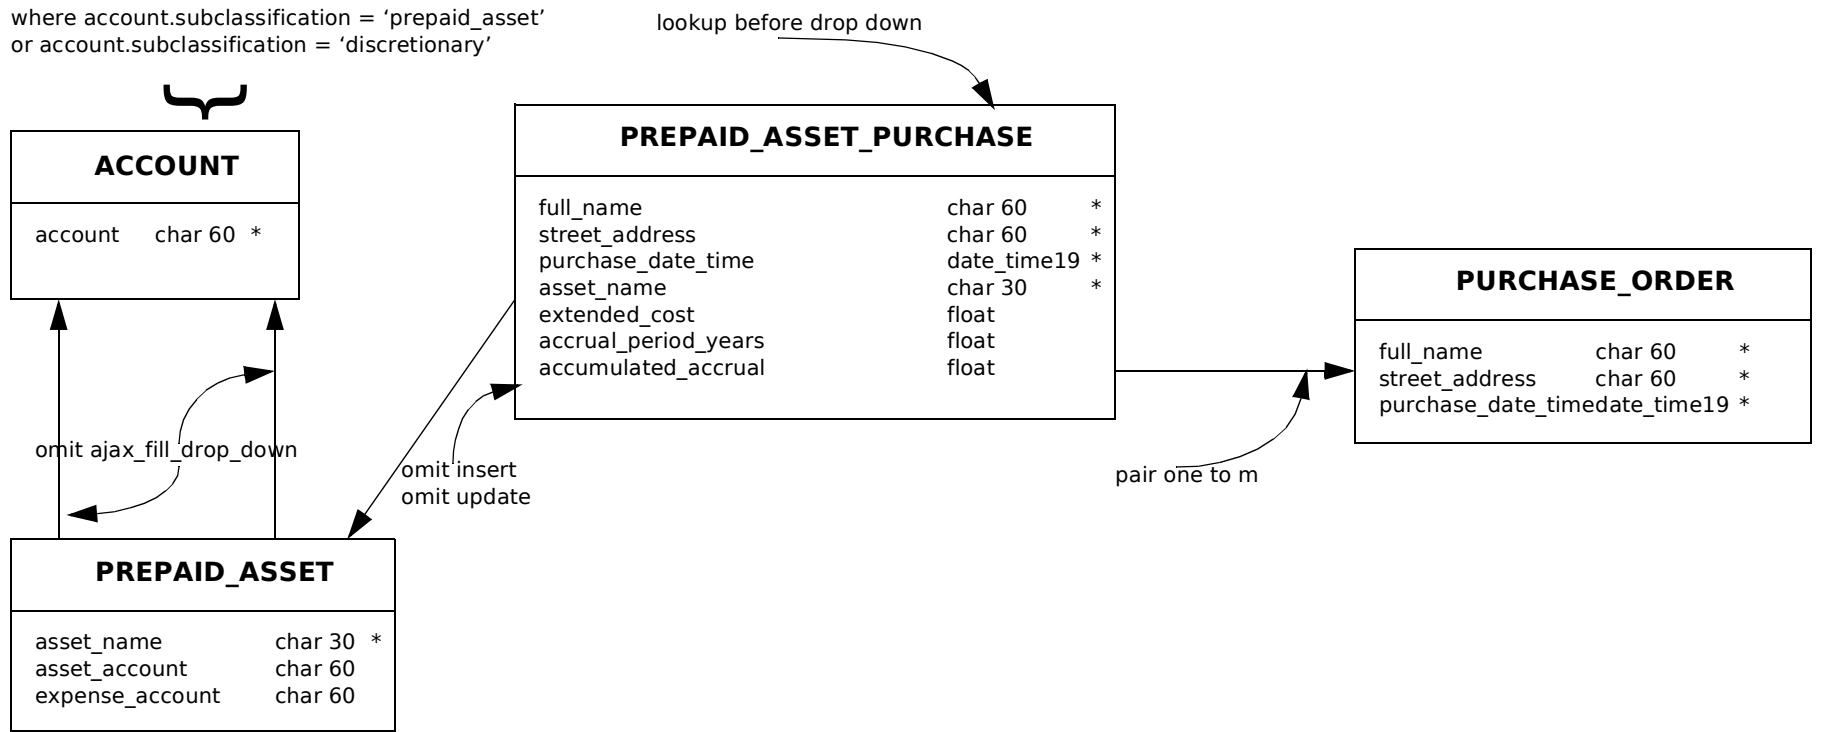 where account.subclassification = ‘prepaid_asset’
or account.subclassification = ‘discretionary’
lookup before drop down
ACCOUNT
account char 60 *
PREPAID_ASSET_PURCHASE
full_name char 60 *
street_address char 60 *
purchase_date_time date_time19 *
asset_name char 30 *
extended_cost float
accrual_period_years float
accumulated_accrual float
PURCHASE_ORDER
full_name char 60 *
street_address char 60 *
purchase_date_timedate_time19 *
omit ajax_fill_drop_down
omit insert
omit update
pair one to m
PREPAID_ASSET
asset_name char 30 *
asset_account char 60
expense_account char 60